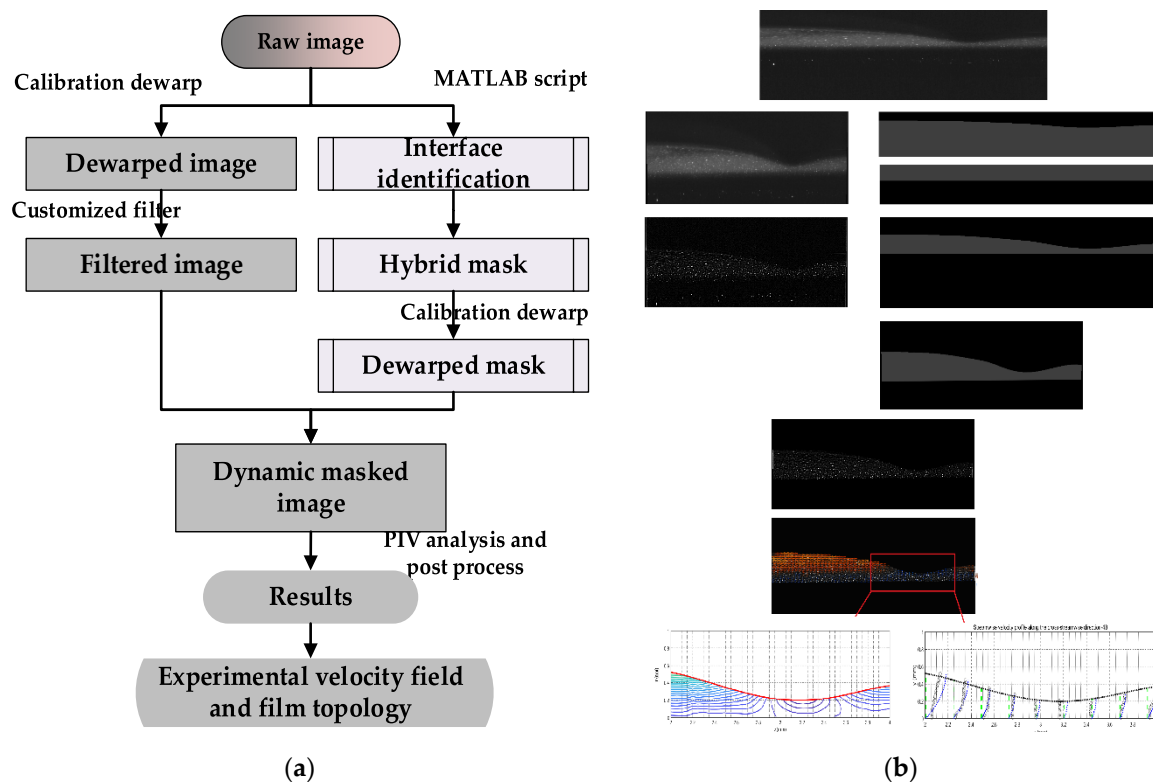 Raw image
Calibration dewarp
MATLAB script
Dewarped image
Interface
identification
Customized filter
Filtered image
Hybrid mask
Calibration dewarp
Dewarped mask
Dynamic masked
image
PIV analysis and
post process
Results
Experimental velocity field
and film topology
(a)
(b)